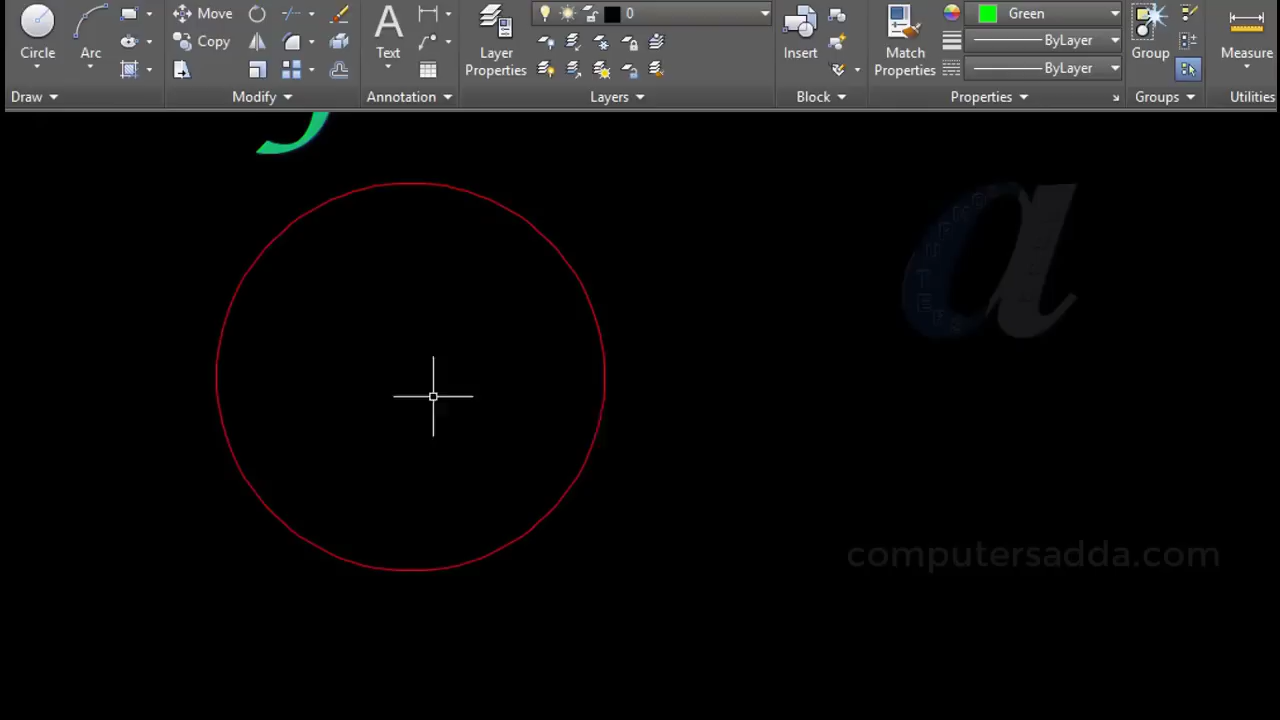 Move
0
Green
Copy
ByLayer
Circle
Arc
Text
Layer
Properties
Insert
Match
Properties
Group
Measure
ByLayer
Draw
Modify
Annotation
Layers
Block
Properties
Groups
Utilities
computersadda.com